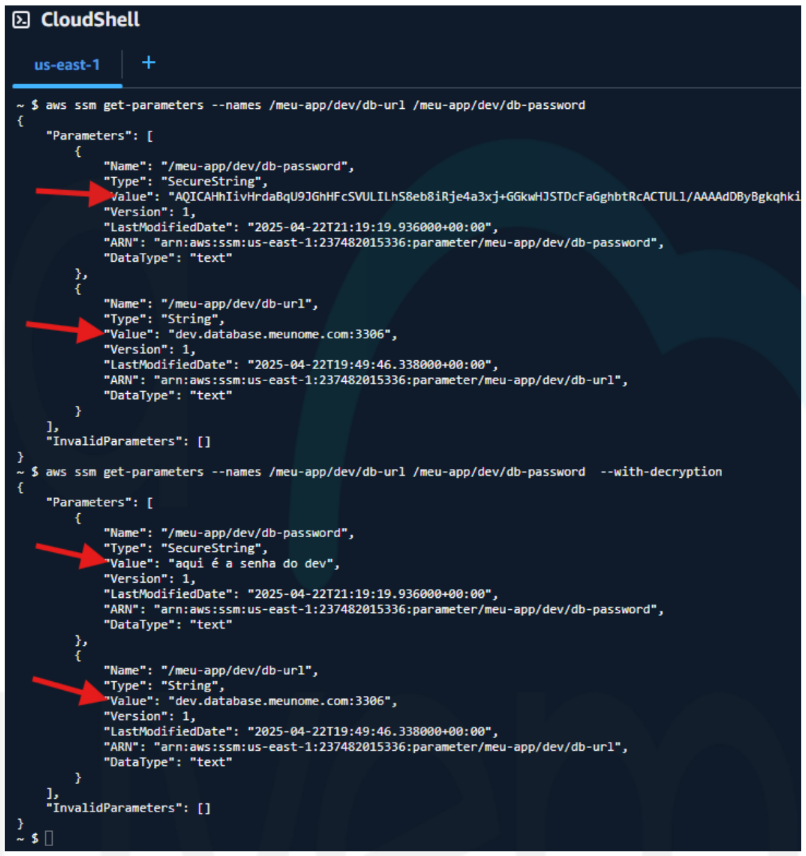 CloudShell
us-east-1 +
~ $ aws ssm get-parameters --names /meu-app/dev/db-url /meu-app/dev/db-password
{
    "Parameters": [
        {
            "Name": "/meu-app/dev/db-password",
            "Type": "SecureString",
            "Value": "AQICAHhIivHrdaBqU9JGhHFcSVULILhS8eb8iRje4a3xj+GGkwHJSTDcFaGghbtRcACTULl/AAAAdDByBgkqhki
            "Version": 1,
            "LastModifiedDate": "2025-04-22T21:19:19.936000+00:00",
            "ARN": "arn:aws:ssm:us-east-1:237482015336:parameter/meu-app/dev/db-password",
            "DataType": "text"
        },
        {
            "Name": "/meu-app/dev/db-url",
            "Type": "String",
            "Value": "dev.database.meunome.com:3306",
            "Version": 1,
            "LastModifiedDate": "2025-04-22T19:49:46.338000+00:00",
            "ARN": "arn:aws:ssm:us-east-1:237482015336:parameter/meu-app/dev/db-url",
            "DataType": "text"
        }
    ],
    "InvalidParameters": []
}
~ $ aws ssm get-parameters --names /meu-app/dev/db-url /meu-app/dev/db-password  --with-decryption
{
    "Parameters": [
        {
            "Name": "/meu-app/dev/db-password",
            "Type": "SecureString",
            "Value": "aqui é a senha do dev",
            "Version": 1,
            "LastModifiedDate": "2025-04-22T21:19:19.936000+00:00",
            "ARN": "arn:aws:ssm:us-east-1:237482015336:parameter/meu-app/dev/db-password",
            "DataType": "text"
        },
        {
            "Name": "/meu-app/dev/db-url",
            "Type": "String",
            "Value": "dev.database.meunome.com:3306",
            "Version": 1,
            "LastModifiedDate": "2025-04-22T19:49:46.338000+00:00",
            "ARN": "arn:aws:ssm:us-east-1:237482015336:parameter/meu-app/dev/db-url",
            "DataType": "text"
        }
    ],
    "InvalidParameters": []
}
~ $